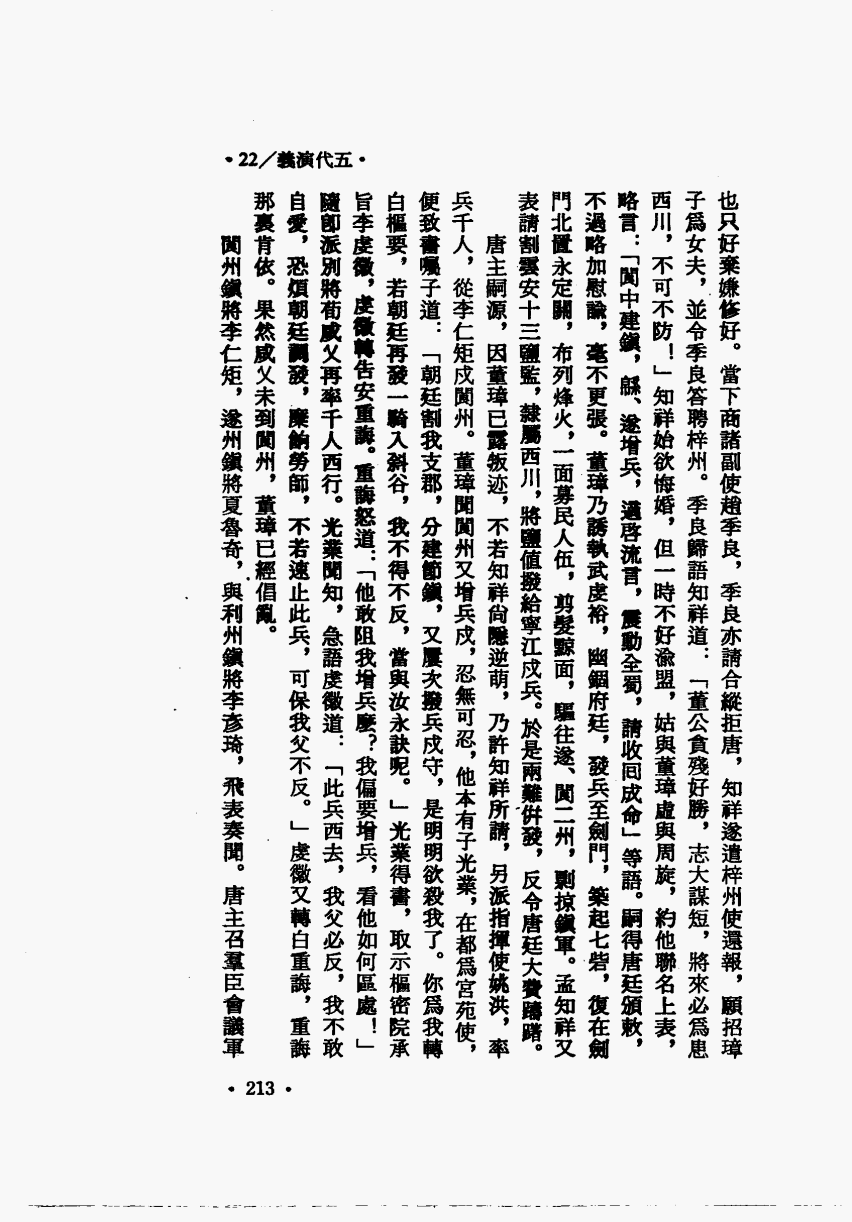 •22／義演代五•
也只好棄嫌修好。當下商諸副使趙季良，季良亦請合縱拒唐，知祥遂遣梓州使還報，願招璋
子爲女夫，並令季良答聘梓州。季良歸語知祥道：「董公貪殘好勝，志大謀短，將來必爲患
西川，不可不防！」知祥始欲悔婚，但一時不好渝盟，姑與董璋虛與周旋，約他聯名上表，
略言：「閬中建鎭，緜、遂增兵，適啓流言，震動全蜀，請收回成命」等語。嗣得唐廷頒敕，
不過略加慰諭，毫不更張。董璋乃誘執武虔裕，幽錮府廷，發兵至劍門，築起七砦，復在劍
門北置永定關，布列烽火，一面募民人伍，剪髮黥面，驅往遂、閬二州，剽掠鎭軍。孟知祥又
表請割雲安十三鹽監，隸屬西川，將鹽值撥給寧江戍兵。於是兩難倂發，反令唐廷大費躊躇。
唐主嗣源，因董璋已露叛迹，不若知祥尙隱逆萌，乃許知祥所請，另派指揮使姚洪，率
兵千人，從李仁矩戍閬州。董璋聞閬州又增兵戍，忍無可忍，他本有子光業，在都爲宮苑使，
便致書囑子道：「朝廷割我支郡，分建節鎭，又屢次撥兵戍守，是明明欲殺我了。你爲我轉
白樞要，若朝廷再發一騎入斜谷，我不得不反，當與汝永訣呢。」光業得書，取示樞密院承
旨李虔徽，虔徽轉告安重誨。重誨怒道：「他敢阻我增兵麼？我偏要增兵，看他如何區處！」
隨卽派別將荀咸乂再率千人西行。光業聞知，急語虔徽道：「此兵西去，我父必反，我不敢
自愛，恐煩朝廷調發，糜餉勞師，不若速止此兵，可保我父不反。」虔徽又轉白重誨，重誨
那裏肯依。果然咸乂未到閬州，董璋已經倡亂。
閬州鎭將李仁矩，遂州鎭將夏魯奇，與利州鎭將李彥琦，飛表奏聞。唐主召羣臣會議軍
• 213 •